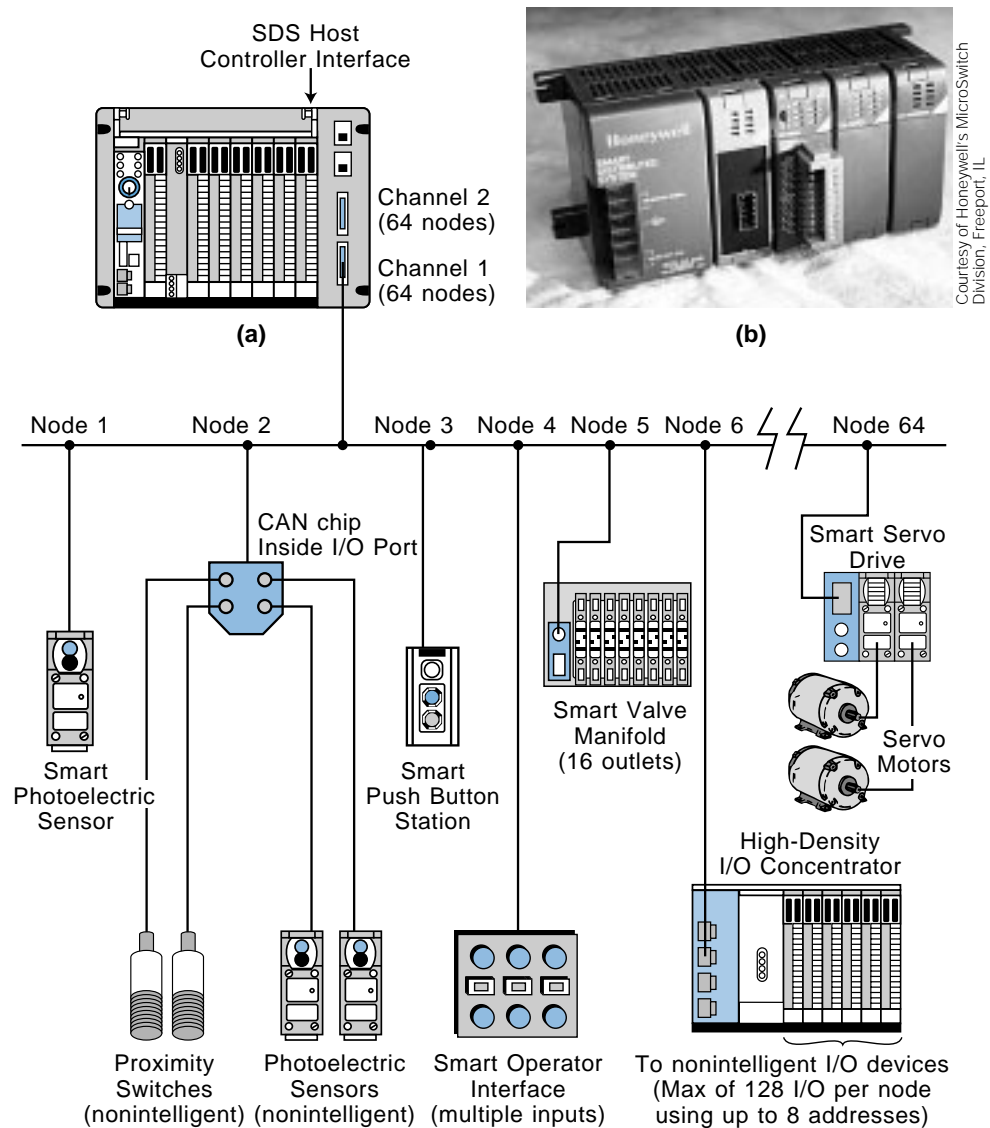 SDS Host
Controller Interface
Channel 2
(64 nodes)
Channel 1
(64 nodes)
(a)
Honeywell
SMART
DISTRIBUTED
SYSTEM
Courtesy of Honeywell's MicroSwitch
Division, Freeport, IL
(b)
Node 1
Node 2
Node 3
Node 4
Node 5
Node 6
Node 64
CAN chip
Inside I/O Port
Smart Servo
Drive
Smart
Photoelectric
Sensor
Smart
Push Button
Station
Smart Valve
Manifold
(16 outlets)
Servo
Motors
High-Density
I/O Concentrator
Proximity
Switches
(nonintelligent)
Photoelectric
Sensors
(nonintelligent)
Smart Operator
Interface
(multiple inputs)
To nonintelligent I/O devices
(Max of 128 I/O per node
using up to 8 addresses)